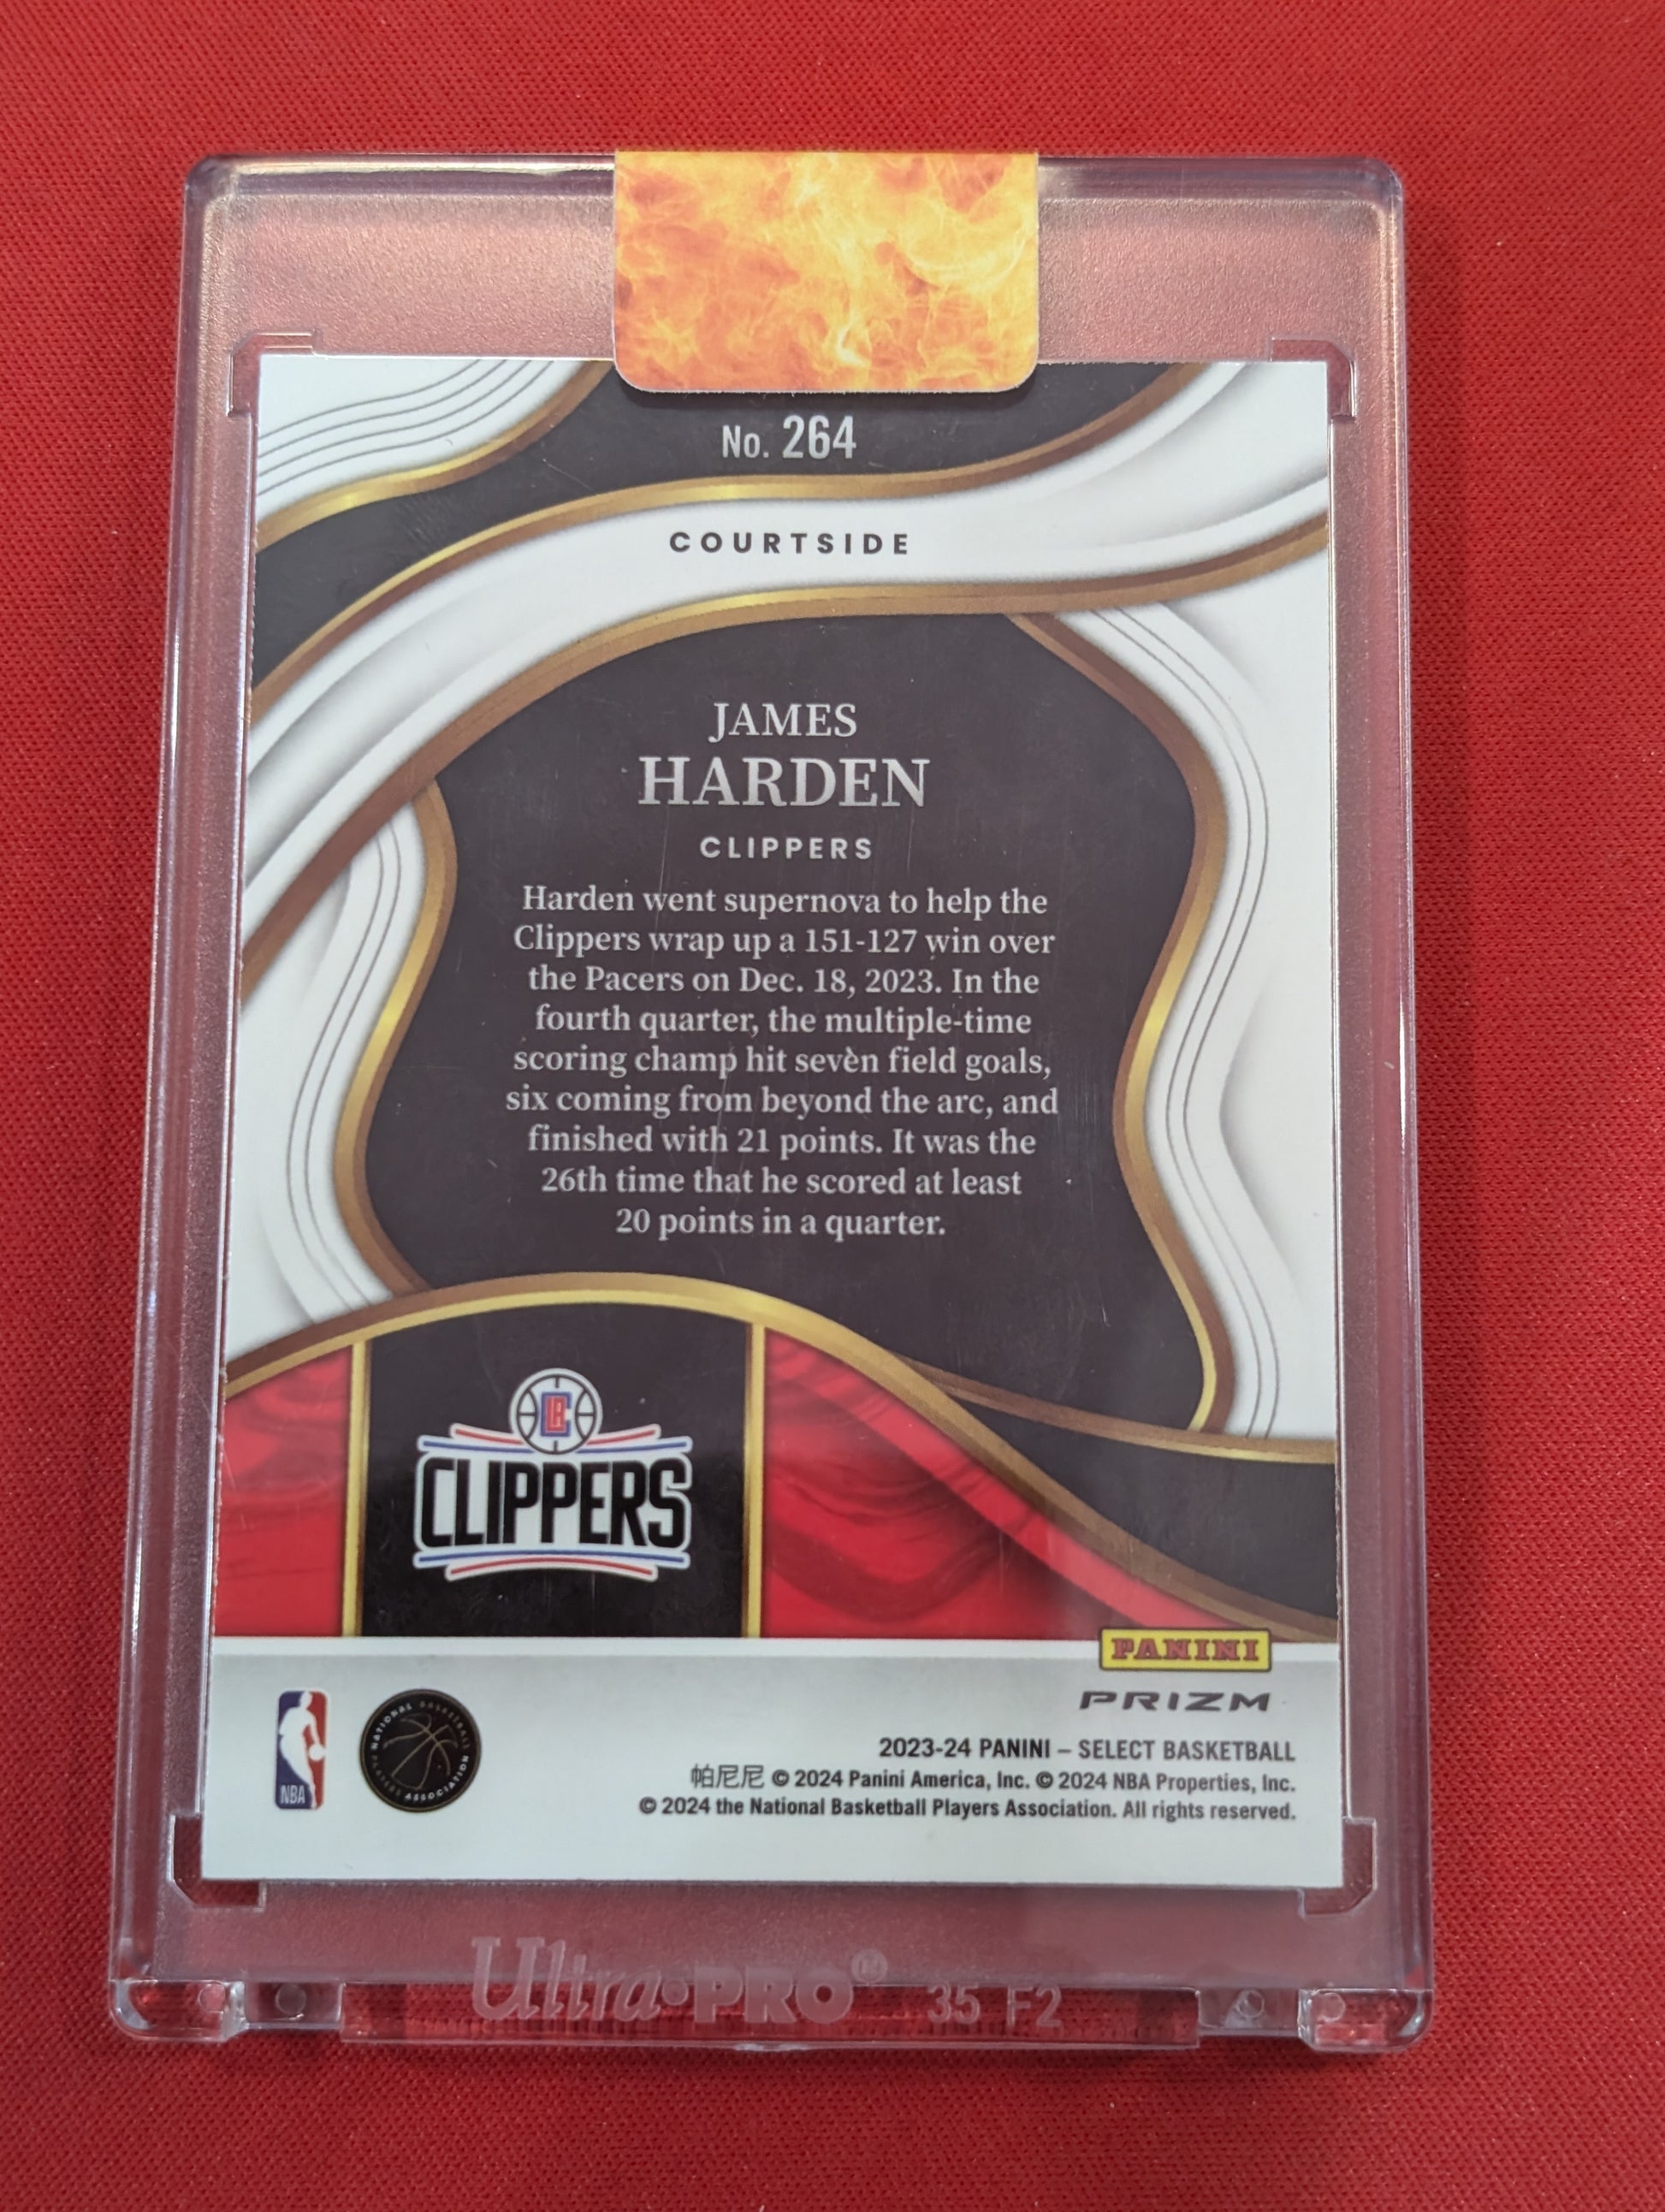 No. 264
COURTSIDE
JAMES
HARDEN
CLIPPERS
Harden went supernova to help the
Clippers wrap up a 151-127 win over
the Pacers on Dec. 18, 2023. In the
fourth quarter, the multiple-time
scoring champ hit seven field goals,
six coming from beyond the arc, and
finished with 21 points. It was the
26th time that he scored at least
20 points in a quarter.
LA C
CLIPPERS
PANINI
PRIZM
NBA
NATIONAL BASKETBALL PLAYERS ASSOCIATION
2023-24 PANINI – SELECT BASKETBALL
帕尼尼 © 2024 Panini America, Inc. © 2024 NBA Properties, Inc.
© 2024 the National Basketball Players Association. All rights reserved.
Ultra•PRO® 35 F2